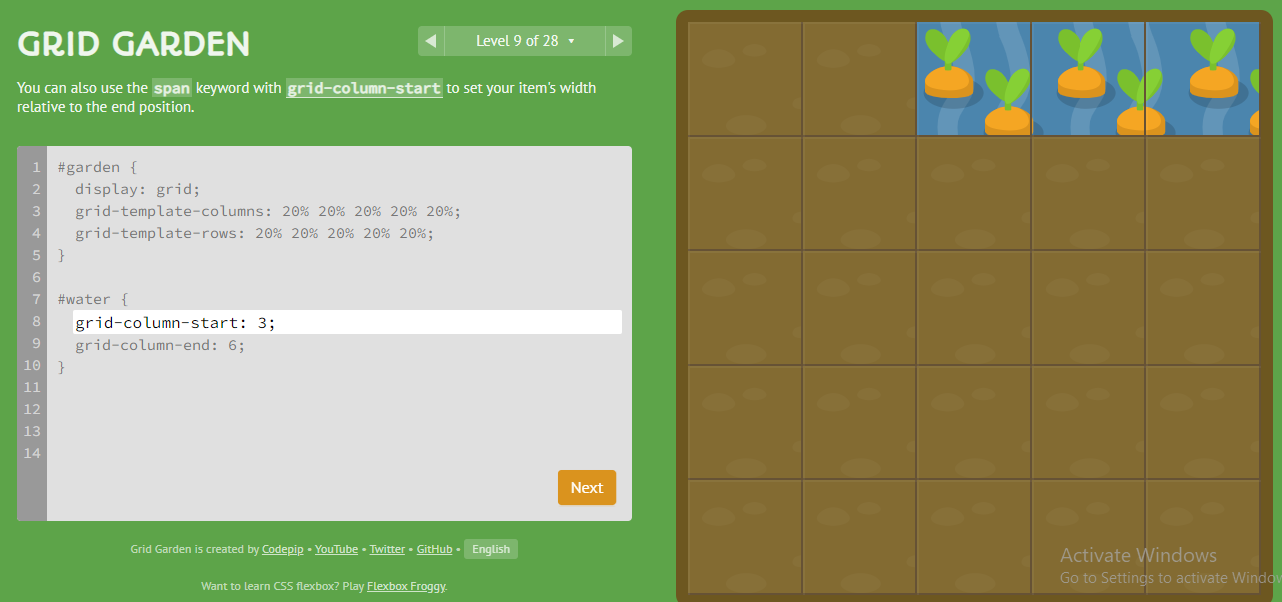 GRID GARDEN
◀ Level 9 of 28 ▾ ▶
You can also use the span keyword with grid-column-start to set your item's width
relative to the end position.
1 #garden {
2   display: grid;
3   grid-template-columns: 20% 20% 20% 20% 20%;
4   grid-template-rows: 20% 20% 20% 20% 20%;
5 }
6
7 #water {
8   grid-column-start: 3;
9   grid-column-end: 6;
10 }
11
12
13
14
Next
Grid Garden is created by Codepip • YouTube • Twitter • GitHub • English
Want to learn CSS flexbox? Play Flexbox Froggy.
Activate Windows
Go to Settings to activate Windov